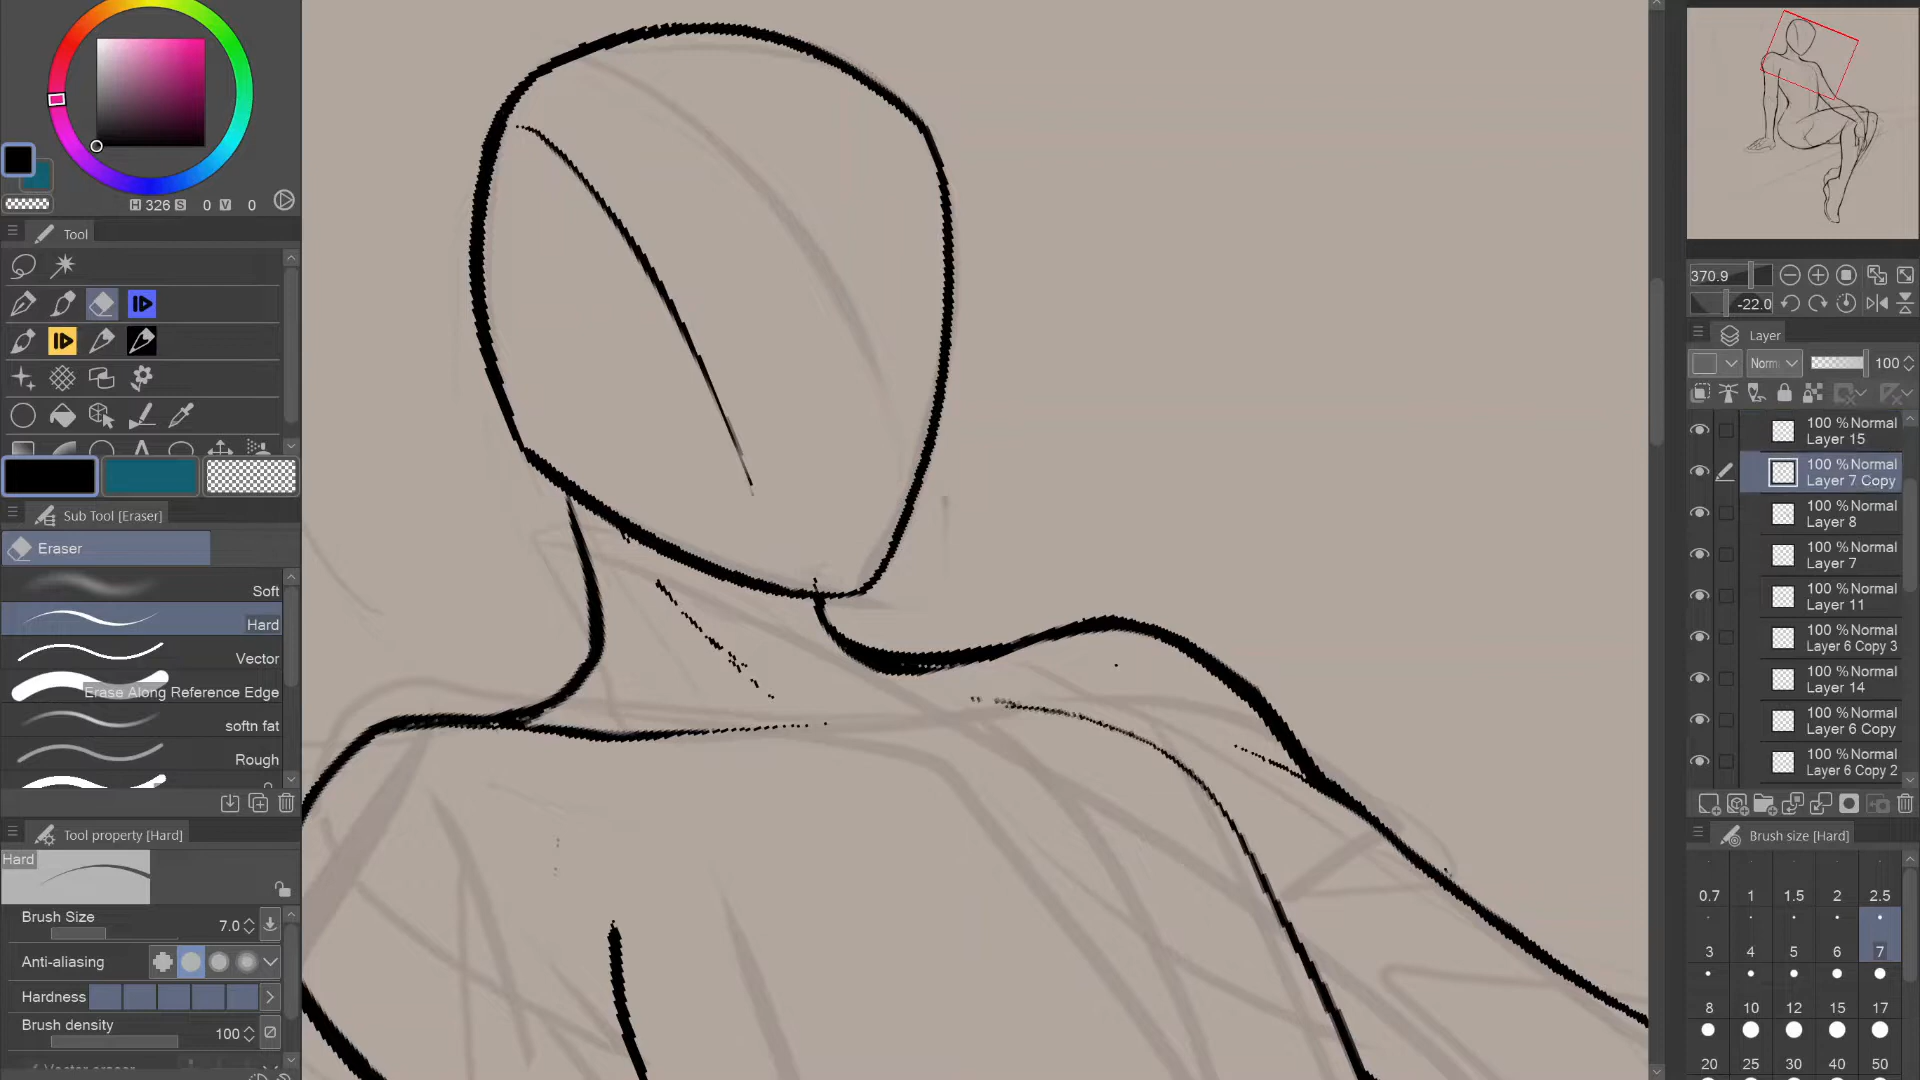 H 326 S 0 V 0
Tool
Sub Tool [Eraser]
Eraser
Soft
Hard
Vector
Erase Along Reference Edge
softn fat
Rough
Tool property [Hard]
Hard
Brush Size
7.0
Anti-aliasing
Hardness
Brush density
100
Vector eraser
370.9
-22.0
Layer
Norm
100
100 %Normal
Layer 15
100 %Normal
Layer 7 Copy
100 %Normal
Layer 8
100 %Normal
Layer 7
100 %Normal
Layer 11
100 %Normal
Layer 6 Copy 3
100 %Normal
Layer 14
100 %Normal
Layer 6 Copy
100 %Normal
Layer 6 Copy 2
Brush size [Hard]
0.7 1 1.5 2 2.5
3 4 5 6 7
8 10 12 15 17
20 25 30 40 50